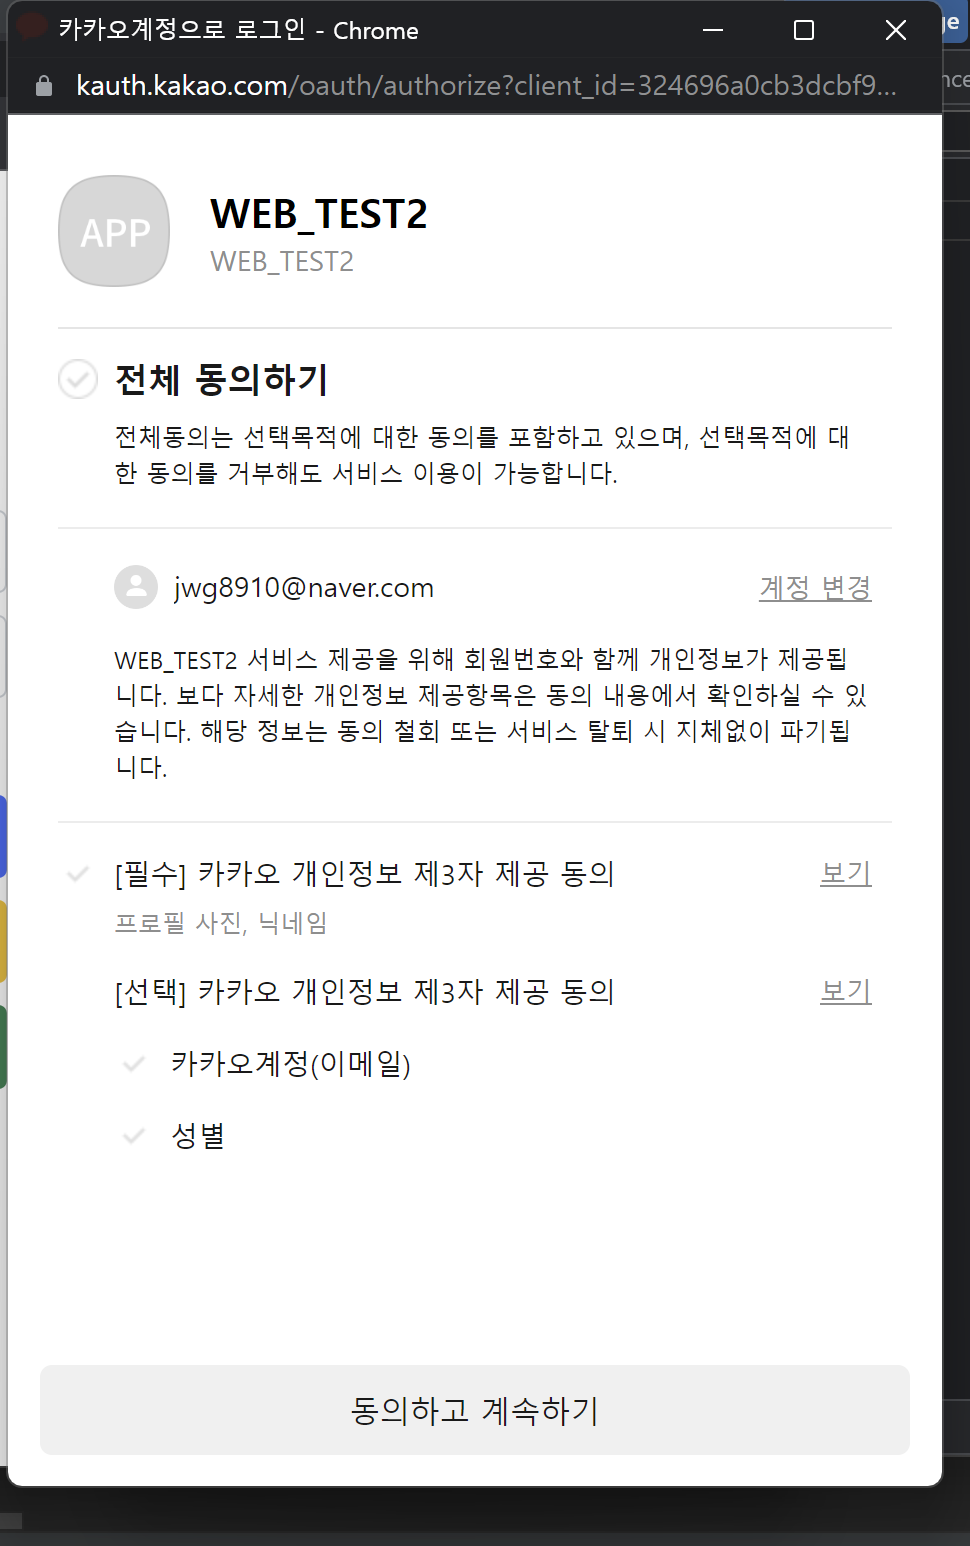 카카오계정으로 로그인 - Chrome
kauth.kakao.com/oauth/authorize?client_id=324696a0cb3dcbf9...
APP
WEB_TEST2
WEB_TEST2
전체 동의하기
전체동의는 선택목적에 대한 동의를 포함하고 있으며, 선택목적에 대
한 동의를 거부해도 서비스 이용이 가능합니다.
jwg8910@naver.com 계정 변경
WEB_TEST2 서비스 제공을 위해 회원번호와 함께 개인정보가 제공됩
니다. 보다 자세한 개인정보 제공항목은 동의 내용에서 확인하실 수 있
습니다. 해당 정보는 동의 철회 또는 서비스 탈퇴 시 지체없이 파기됩
니다.
[필수] 카카오 개인정보 제3자 제공 동의 보기
프로필 사진, 닉네임
[선택] 카카오 개인정보 제3자 제공 동의 보기
카카오계정(이메일)
성별
동의하고 계속하기